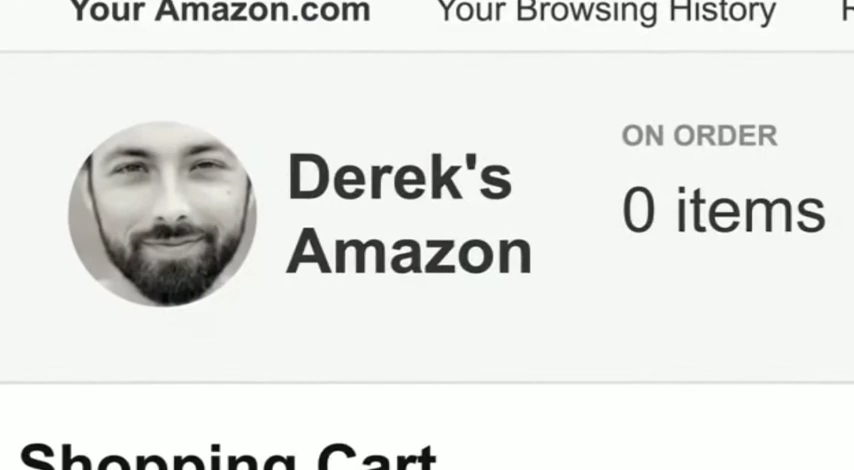 Your Amazon.com Your Browsing History
Derek's
Amazon
ON ORDER
0 items
Shopping Cart